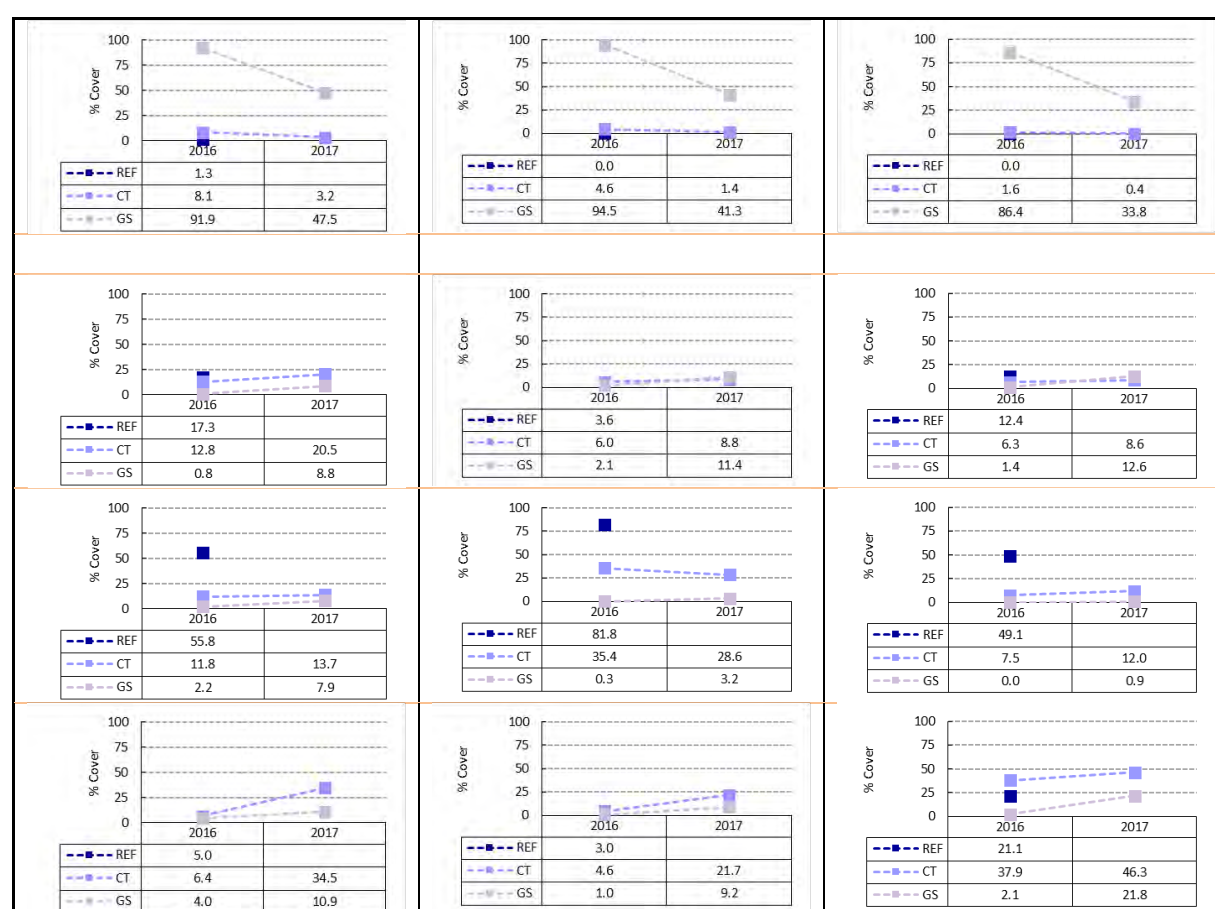 100
75
50
25
0
% Cover
2016 2017
REF 1.3
CT 8.1 3.2
GS 91.9 47.5
100
75
50
25
0
% Cover
2016 2017
REF 0.0
CT 4.6 1.4
GS 94.5 41.3
100
75
50
25
0
% Cover
2016 2017
REF 0.0
CT 1.6 0.4
GS 86.4 33.8
100
75
50
25
0
% Cover
2016 2017
REF 17.3
CT 12.8 20.5
GS 0.8 8.8
100
75
50
25
0
% Cover
2016 2017
REF 3.6
CT 6.0 8.8
GS 2.1 11.4
100
75
50
25
0
% Cover
2016 2017
REF 12.4
CT 6.3 8.6
GS 1.4 12.6
100
75
50
25
0
% Cover
2016 2017
REF 55.8
CT 11.8 13.7
GS 2.2 7.9
100
75
50
25
0
% Cover
2016 2017
REF 81.8
CT 35.4 28.6
GS 0.3 3.2
100
75
50
25
0
% Cover
2016 2017
REF 49.1
CT 7.5 12.0
GS 0.0 0.9
100
75
50
25
0
% Cover
2016 2017
REF 5.0
CT 6.4 34.5
GS 4.0 10.9
100
75
50
25
0
% Cover
2016 2017
REF 3.0
CT 4.6 21.7
GS 1.0 9.2
100
75
50
25
0
% Cover
2016 2017
REF 21.1
CT 37.9 46.3
GS 2.1 21.8